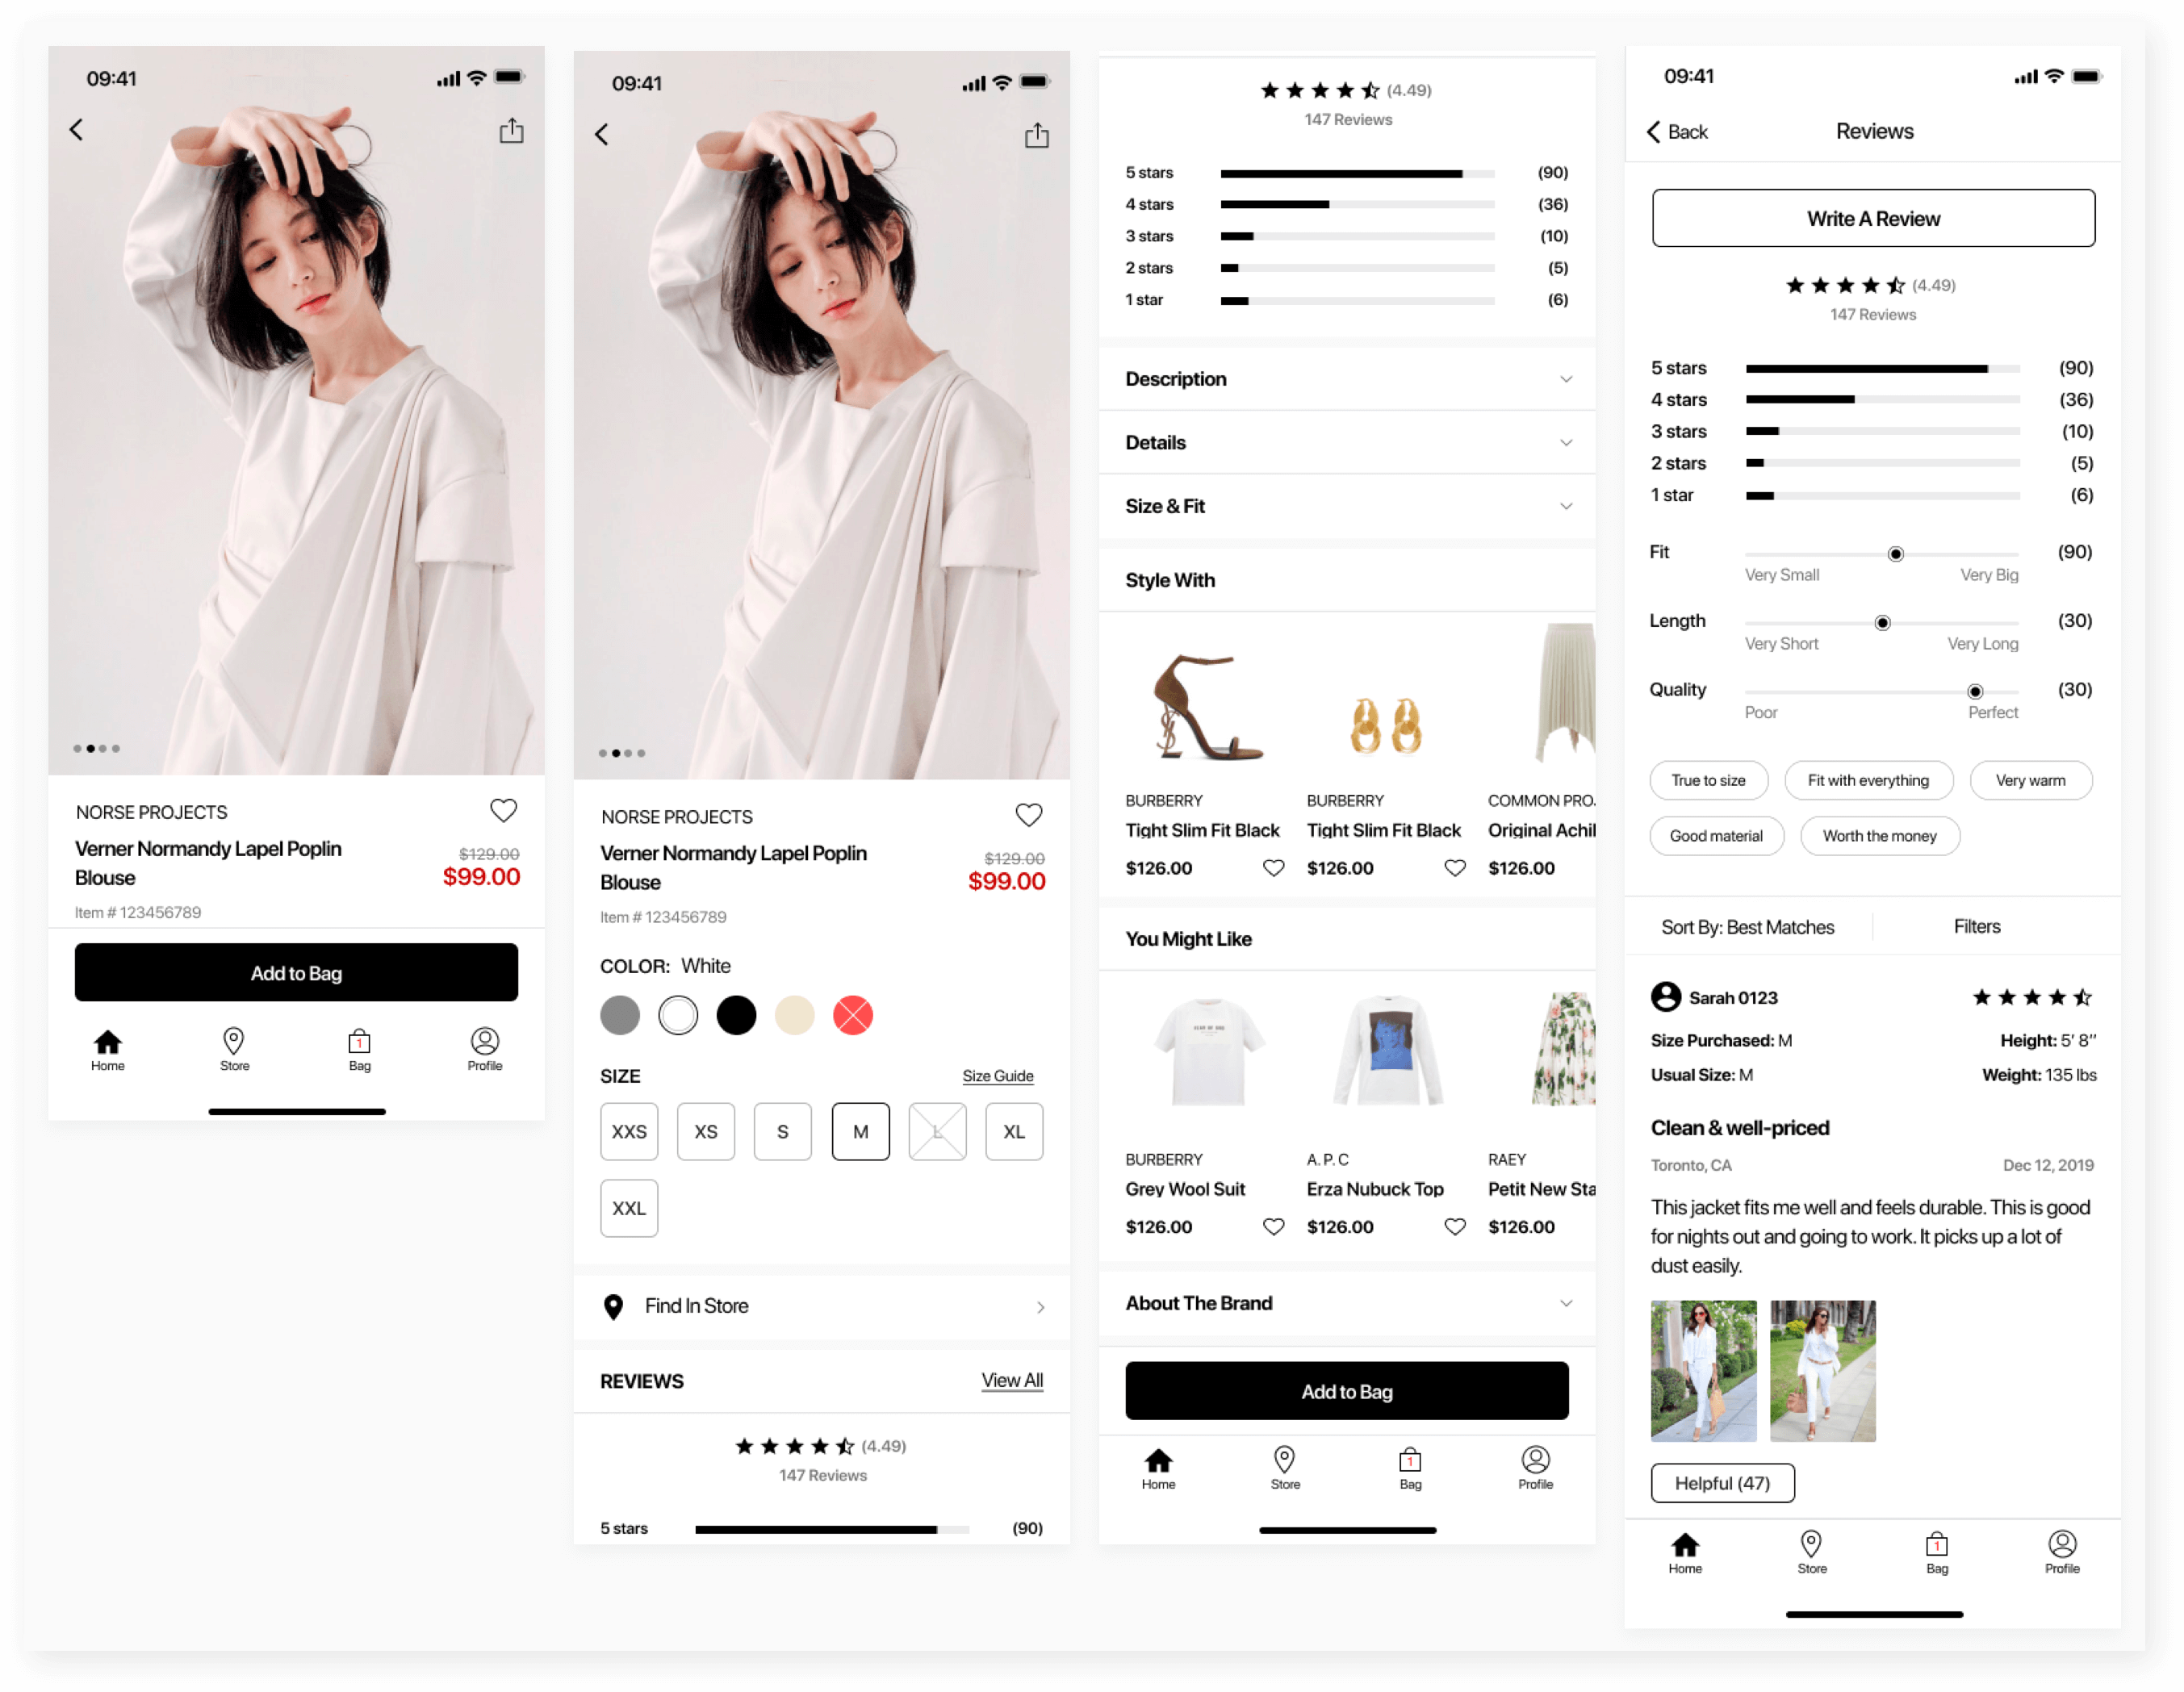 09:41
NORSE PROJECTS
Verner Normandy Lapel Poplin
Blouse
$129.00
$99.00
Item # 123456789
Add to Bag
Home
Store
1
Bag
Profile
09:41
NORSE PROJECTS
Verner Normandy Lapel Poplin
Blouse
$129.00
$99.00
Item # 123456789
COLOR: White
SIZE
Size Guide
XXS XS S M L XL
XXL
Find In Store
REVIEWS
View All
(4.49)
147 Reviews
5 stars (90)
(4.49)
147 Reviews
5 stars (90)
4 stars (36)
3 stars (10)
2 stars (5)
1 star (6)
Description
Details
Size & Fit
Style With
BURBERRY
Tight Slim Fit Black
$126.00
BURBERRY
Tight Slim Fit Black
$126.00
COMMON PRO.
Original Achil
$126.00
You Might Like
BURBERRY
Grey Wool Suit
$126.00
A.P.C
Erza Nubuck Top
$126.00
RAEY
Petit New Sta
$126.00
About The Brand
Add to Bag
Home
Store
1
Bag
Profile
09:41
Back
Reviews
Write A Review
(4.49)
147 Reviews
5 stars (90)
4 stars (36)
3 stars (10)
2 stars (5)
1 star (6)
Fit (90)
Very Small Very Big
Length (30)
Very Short Very Long
Quality (30)
Poor Perfect
True to size
Fit with everything
Very warm
Good material
Worth the money
Sort By: Best Matches
Filters
Sarah 0123
Size Purchased: M
Height: 5' 8''
Usual Size: M
Weight: 135 lbs
Clean & well-priced
Toronto, CA
Dec 12, 2019
This jacket fits me well and feels durable. This is good
for nights out and going to work. It picks up a lot of
dust easily.
Helpful (47)
Home
Store
1
Bag
Profile